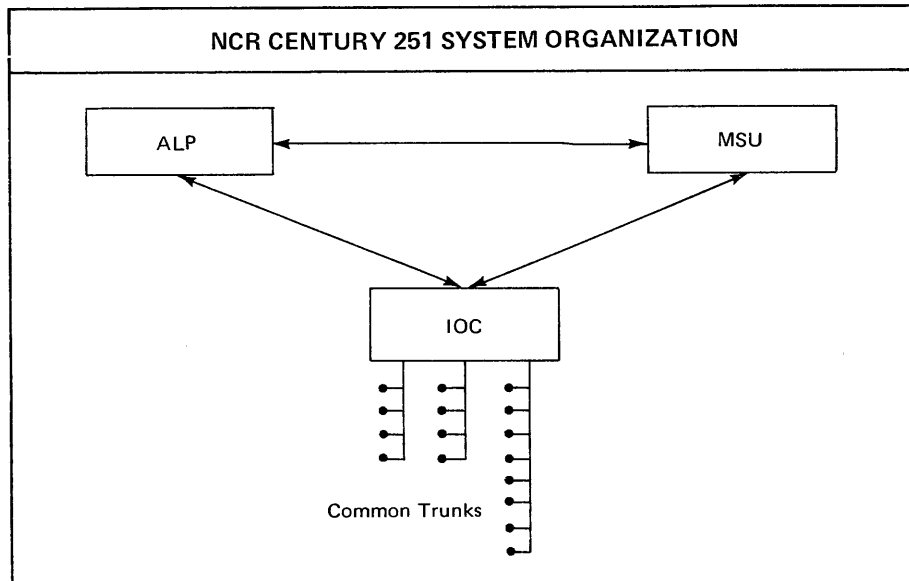 NCR CENTURY 251 SYSTEM ORGANIZATION
ALP
MSU
IOC
Common Trunks